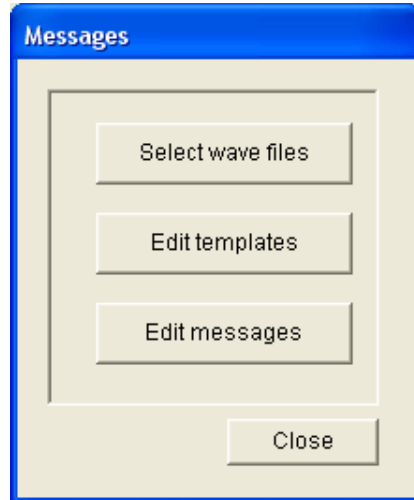 Messages
Select wave files
Edit templates
Edit messages
Close